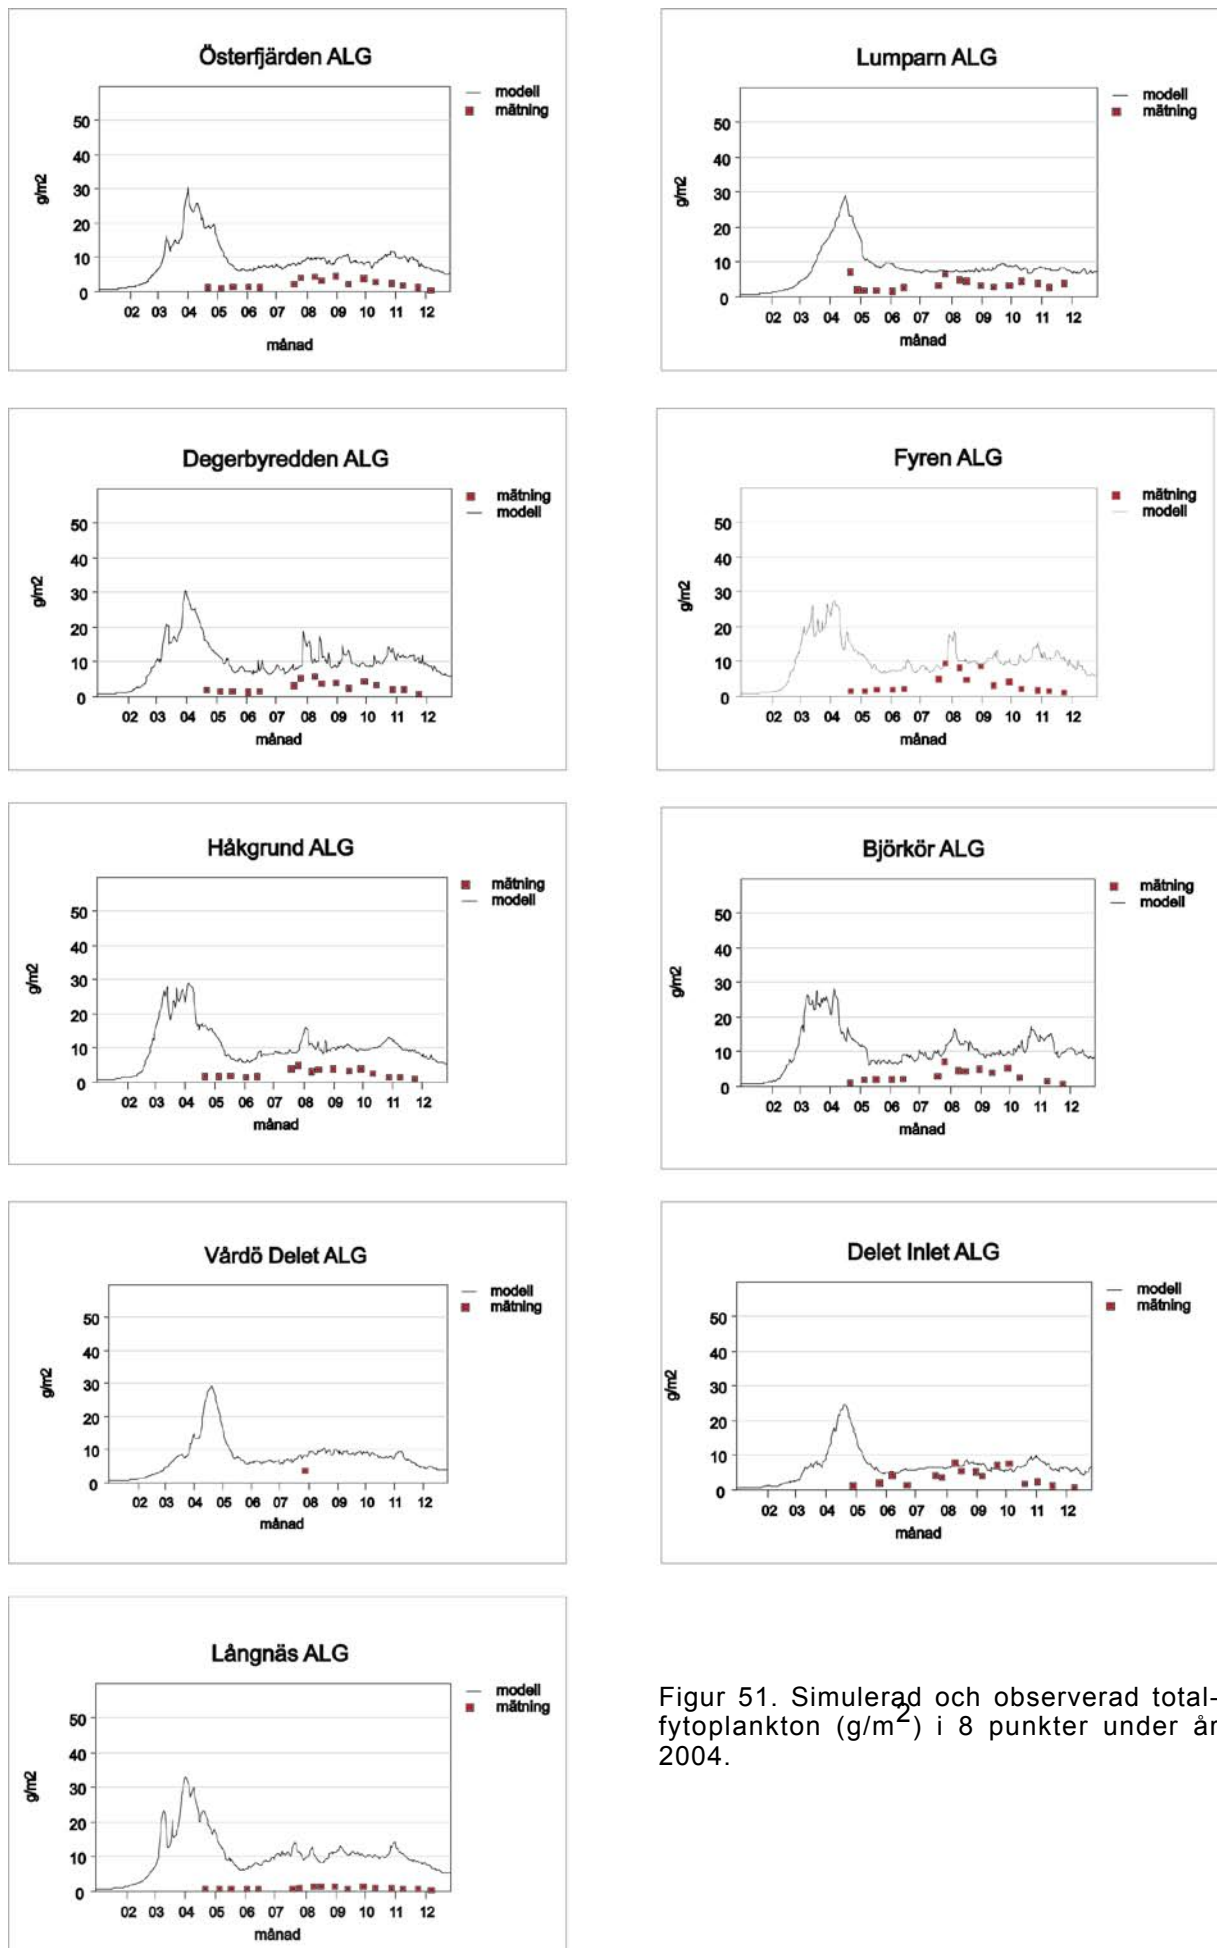 Österfjärden ALG
modell
mätning
50
40
30
20
10
0
g/m2
02 03 04 05 06 07 08 09 10 11 12
månad
Lumparn ALG
modell
mätning
50
40
30
20
10
0
g/m2
02 03 04 05 06 07 08 09 10 11 12
månad
Degerbyredden ALG
mätning
modell
50
40
30
20
10
0
g/m2
02 03 04 05 06 07 08 09 10 11 12
månad
Fyren ALG
mätning
modell
50
40
30
20
10
0
g/m2
02 03 04 05 06 07 08 09 10 11 12
månad
Håkgrund ALG
mätning
modell
50
40
30
20
10
0
g/m2
02 03 04 05 06 07 08 09 10 11 12
månad
Björkör ALG
mätning
modell
50
40
30
20
10
0
g/m2
02 03 04 05 06 07 08 09 10 11 12
månad
Vårdö Delet ALG
modell
mätning
50
40
30
20
10
0
g/m2
02 03 04 05 06 07 08 09 10 11 12
månad
Delet Inlet ALG
modell
mätning
50
40
30
20
10
0
g/m2
02 03 04 05 06 07 08 09 10 11 12
månad
Långnäs ALG
modell
mätning
50
40
30
20
10
0
g/m2
02 03 04 05 06 07 08 09 10 11 12
månad
Figur 51. Simulerad och observerad total-
fytoplankton (g/m2) i 8 punkter under år
2004.